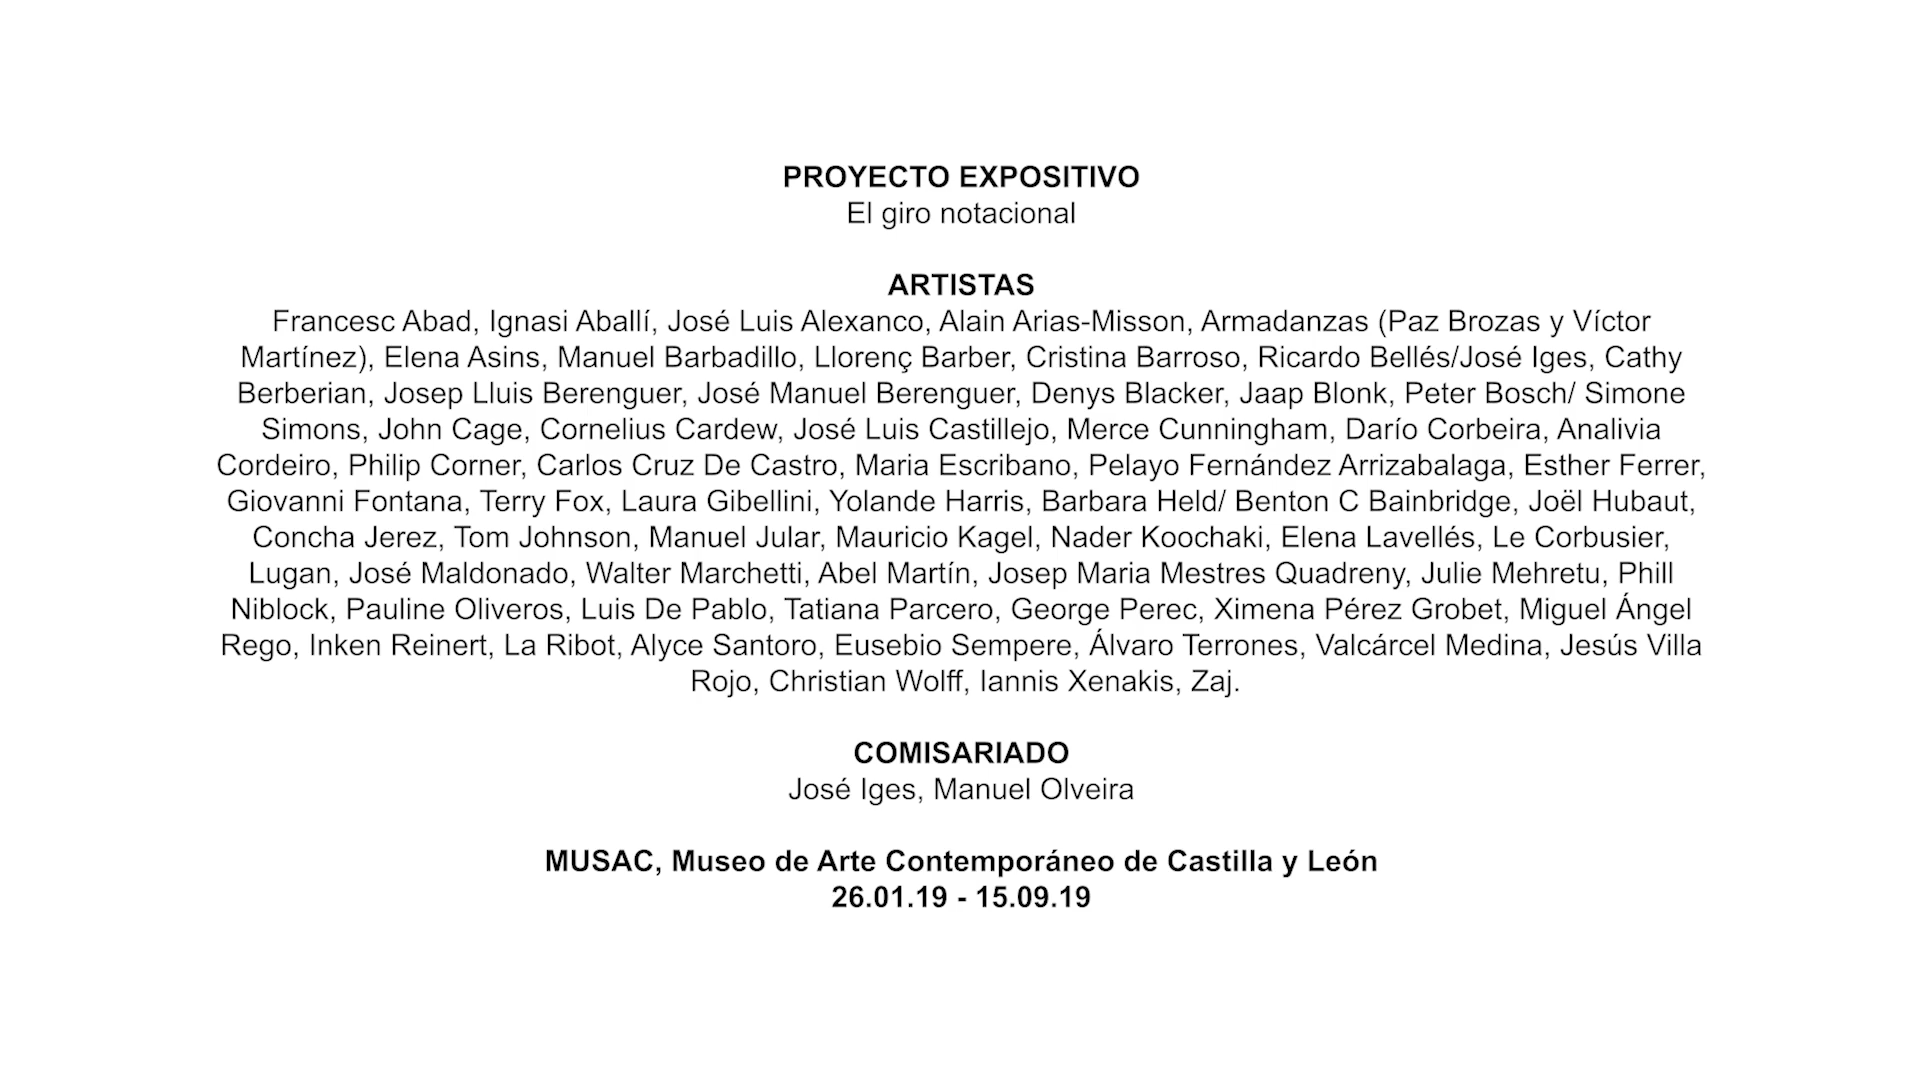 PROYECTO EXPOSITIVO
El giro notacional
ARTISTAS
Francesc Abad, Ignasi Aballí, José Luis Alexanco, Alain Arias-Misson, Armadanzas (Paz Brozas y Víctor
Martínez), Elena Asins, Manuel Barbadillo, Llorenç Barber, Cristina Barroso, Ricardo Bellés/José Iges, Cathy
Berberian, Josep Lluis Berenguer, José Manuel Berenguer, Denys Blacker, Jaap Blonk, Peter Bosch/ Simone
Simons, John Cage, Cornelius Cardew, José Luis Castillejo, Merce Cunningham, Darío Corbeira, Analivia
Cordeiro, Philip Corner, Carlos Cruz De Castro, Maria Escribano, Pelayo Fernández Arrizabalaga, Esther Ferrer,
Giovanni Fontana, Terry Fox, Laura Gibellini, Yolande Harris, Barbara Held/ Benton C Bainbridge, Joël Hubaut,
Concha Jerez, Tom Johnson, Manuel Jular, Mauricio Kagel, Nader Koochaki, Elena Lavellés, Le Corbusier,
Lugan, José Maldonado, Walter Marchetti, Abel Martín, Josep Maria Mestres Quadreny, Julie Mehretu, Phill
Niblock, Pauline Oliveros, Luis De Pablo, Tatiana Parcero, George Perec, Ximena Pérez Grobet, Miguel Ángel
Rego, Inken Reinert, La Ribot, Alyce Santoro, Eusebio Sempere, Álvaro Terrones, Valcárcel Medina, Jesús Villa
Rojo, Christian Wolff, Iannis Xenakis, Zaj.
COMISARIADO
José Iges, Manuel Olveira
MUSAC, Museo de Arte Contemporáneo de Castilla y León
26.01.19 - 15.09.19